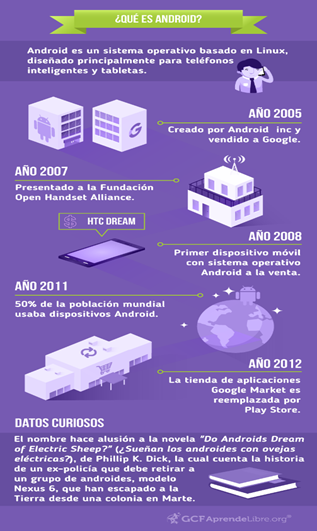 ¿QUÉ ES ANDROID?
Android es un sistema operativo basado en Linux,
diseñado principalmente para teléfonos
inteligentes y tabletas.
AÑO 2005
Creado por Android inc y
vendido a Google.
AÑO 2007
Presentado a la Fundación
Open Handset Alliance.
HTC DREAM
AÑO 2008
Primer dispositivo móvil
con sistema operativo
Android a la venta.
AÑO 2011
50% de la población mundial
usaba dispositivos Android.
AÑO 2012
La tienda de aplicaciones
Google Market es
reemplazada por
Play Store.
DATOS CURIOSOS
El nombre hace alusión a la novela "Do Androids Dream
of Electric Sheep?" (¿Sueñan los androides con ovejas
eléctricas?), de Phillip K. Dick, la cual cuenta la historia
de un ex-policía que debe retirar a
un grupo de androides, modelo
Nexus 6, que han escapado a la
Tierra desde una colonia en Marte.
GCFAprendeLibre.org®